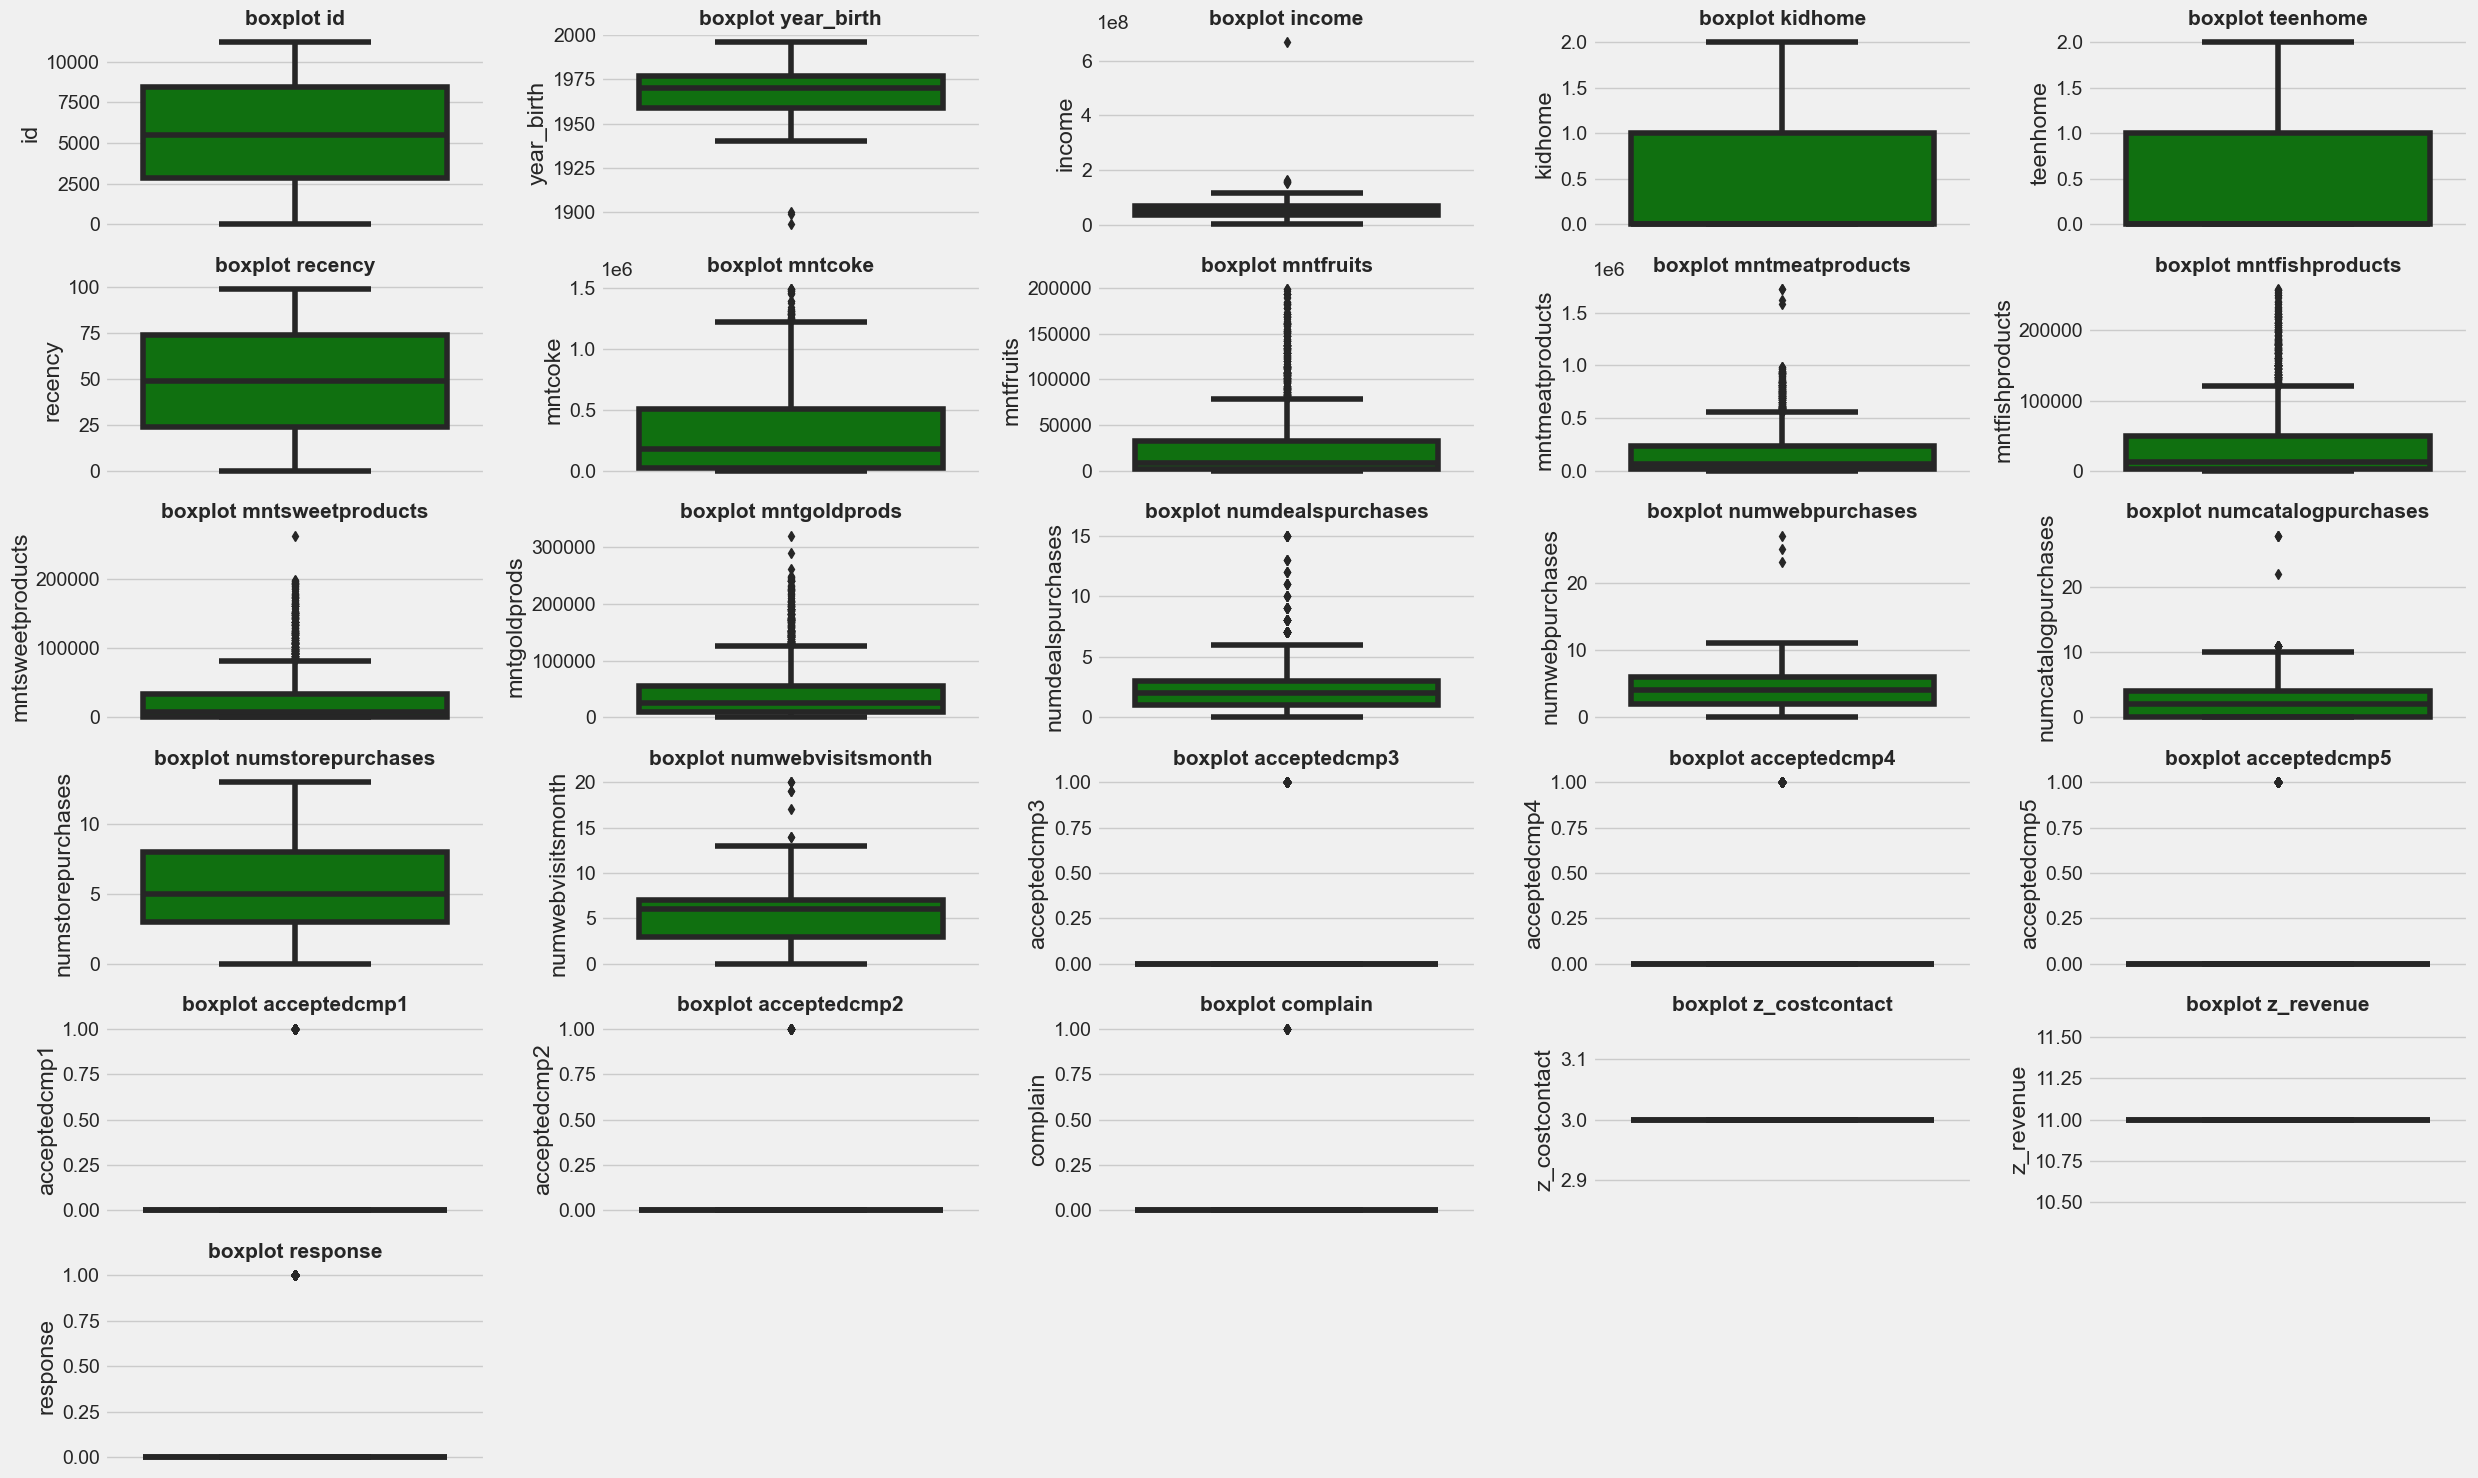 boxplot id
id
10000
7500
5000
2500
0
boxplot year_birth
year_birth
2000
1975
1950
1925
1900
boxplot income
1e8
income
6
4
2
0
boxplot kidhome
kidhome
2.0
1.5
1.0
0.5
0.0
boxplot teenhome
teenhome
2.0
1.5
1.0
0.5
0.0
boxplot recency
recency
100
75
50
25
0
boxplot mntcoke
1e6
mntcoke
1.5
1.0
0.5
0.0
boxplot mntfruits
mntfruits
200000
150000
100000
50000
0
boxplot mntmeatproducts
1e6
mntmeatproducts
1.5
1.0
0.5
0.0
boxplot mntfishproducts
mntfishproducts
200000
100000
0
boxplot mntsweetproducts
mntsweetproducts
200000
100000
0
boxplot mntgoldprods
mntgoldprods
300000
200000
100000
0
boxplot numdealspurchases
numdealspurchases
15
10
5
0
boxplot numwebpurchases
numwebpurchases
20
10
0
boxplot numcatalogpurchases
numcatalogpurchases
20
10
0
boxplot numstorepurchases
numstorepurchases
10
5
0
boxplot numwebvisitsmonth
numwebvisitsmonth
20
15
10
5
0
boxplot acceptedcmp3
acceptedcmp3
1.00
0.75
0.50
0.25
0.00
boxplot acceptedcmp4
acceptedcmp4
1.00
0.75
0.50
0.25
0.00
boxplot acceptedcmp5
acceptedcmp5
1.00
0.75
0.50
0.25
0.00
boxplot acceptedcmp1
acceptedcmp1
1.00
0.75
0.50
0.25
0.00
boxplot acceptedcmp2
acceptedcmp2
1.00
0.75
0.50
0.25
0.00
boxplot complain
complain
1.00
0.75
0.50
0.25
0.00
boxplot z_costcontact
z_costcontact
3.1
3.0
2.9
boxplot z_revenue
z_revenue
11.50
11.25
11.00
10.75
10.50
boxplot response
response
1.00
0.75
0.50
0.25
0.00